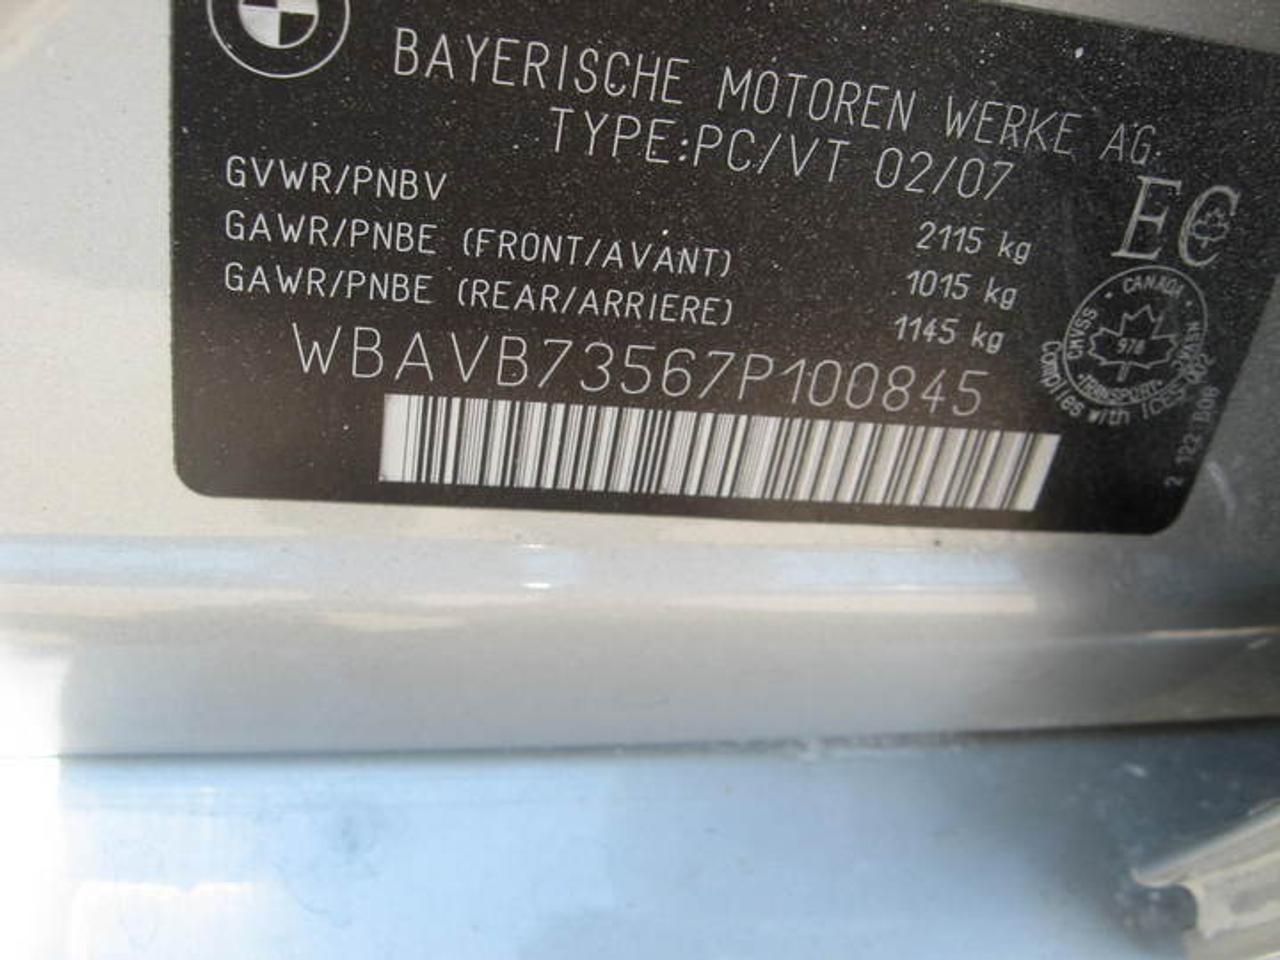 BAYERISCHE MOTOREN WERKE AG.
TYPE:PC/VT 02/07
GVWR/PNBV 2115 kg
GAWR/PNBE (FRONT/AVANT) 1015 kg
GAWR/PNBE (REAR/ARRIERE) 1145 kg
WBAVB73567P100845
EC
CANADA
CMVSS
978
TRANSPORT
Complies with ICES-002